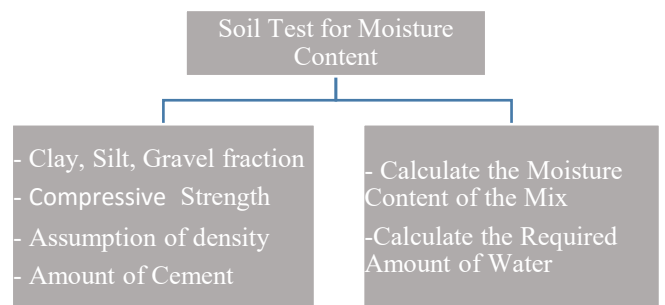 Soil Test for Moisture
Content
- Clay, Silt, Gravel fraction
- Compressive Strength
- Assumption of density
- Amount of Cement
- Calculate the Moisture
Content of the Mix
-Calculate the Required
Amount of Water